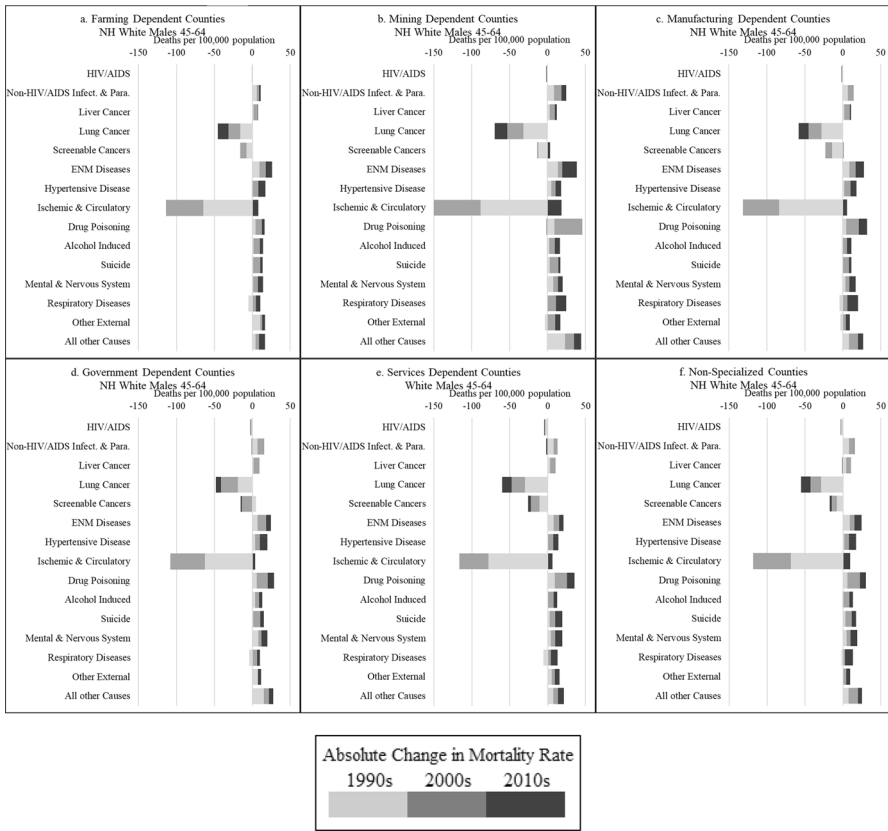 a. Farming Dependent Counties
NH White Males 45-64
Deaths per 100,000 population
-150 -100 -50 0 50
HIV/AIDS
Non-HIV/AIDS Infect. & Para.
Liver Cancer
Lung Cancer
Screenable Cancers
ENM Diseases
Hypertensive Disease
Ischemic & Circulatory
Drug Poisoning
Alcohol Induced
Suicide
Mental & Nervous System
Respiratory Diseases
Other External
All other Causes
b. Mining Dependent Counties
NH White Males 45-64
Deaths per 100,000 population
-150 -100 -50 0 50
HIV/AIDS
Non-HIV/AIDS Infect. & Para.
Liver Cancer
Lung Cancer
Screenable Cancers
ENM Diseases
Hypertensive Disease
Ischemic & Circulatory
Drug Poisoning
Alcohol Induced
Suicide
Mental & Nervous System
Respiratory Diseases
Other External
All other Causes
c. Manufacturing Dependent Counties
NH White Males 45-64
Deaths per 100,000 population
-150 -100 -50 0 50
HIV/AIDS
Non-HIV/AIDS Infect. & Para.
Liver Cancer
Lung Cancer
Screenable Cancers
ENM Diseases
Hypertensive Disease
Ischemic & Circulatory
Drug Poisoning
Alcohol Induced
Suicide
Mental & Nervous System
Respiratory Diseases
Other External
All other Causes
d. Government Dependent Counties
NH White Males 45-64
Deaths per 100,000 population
-150 -100 -50 0 50
HIV/AIDS
Non-HIV/AIDS Infect. & Para.
Liver Cancer
Lung Cancer
Screenable Cancers
ENM Diseases
Hypertensive Disease
Ischemic & Circulatory
Drug Poisoning
Alcohol Induced
Suicide
Mental & Nervous System
Respiratory Diseases
Other External
All other Causes
e. Services Dependent Counties
White Males 45-64
Deaths per 100,000 population
-150 -100 -50 0 50
HIV/AIDS
Non-HIV/AIDS Infect. & Para.
Liver Cancer
Lung Cancer
Screenable Cancers
ENM Diseases
Hypertensive Disease
Ischemic & Circulatory
Drug Poisoning
Alcohol Induced
Suicide
Mental & Nervous System
Respiratory Diseases
Other External
All other Causes
f. Non-Specialized Counties
NH White Males 45-64
Deaths per 100,000 population
-150 -100 -50 0 50
HIV/AIDS
Non-HIV/AIDS Infect. & Para.
Liver Cancer
Lung Cancer
Screenable Cancers
ENM Diseases
Hypertensive Disease
Ischemic & Circulatory
Drug Poisoning
Alcohol Induced
Suicide
Mental & Nervous System
Respiratory Diseases
Other External
All other Causes
Absolute Change in Mortality Rate
1990s 2000s 2010s